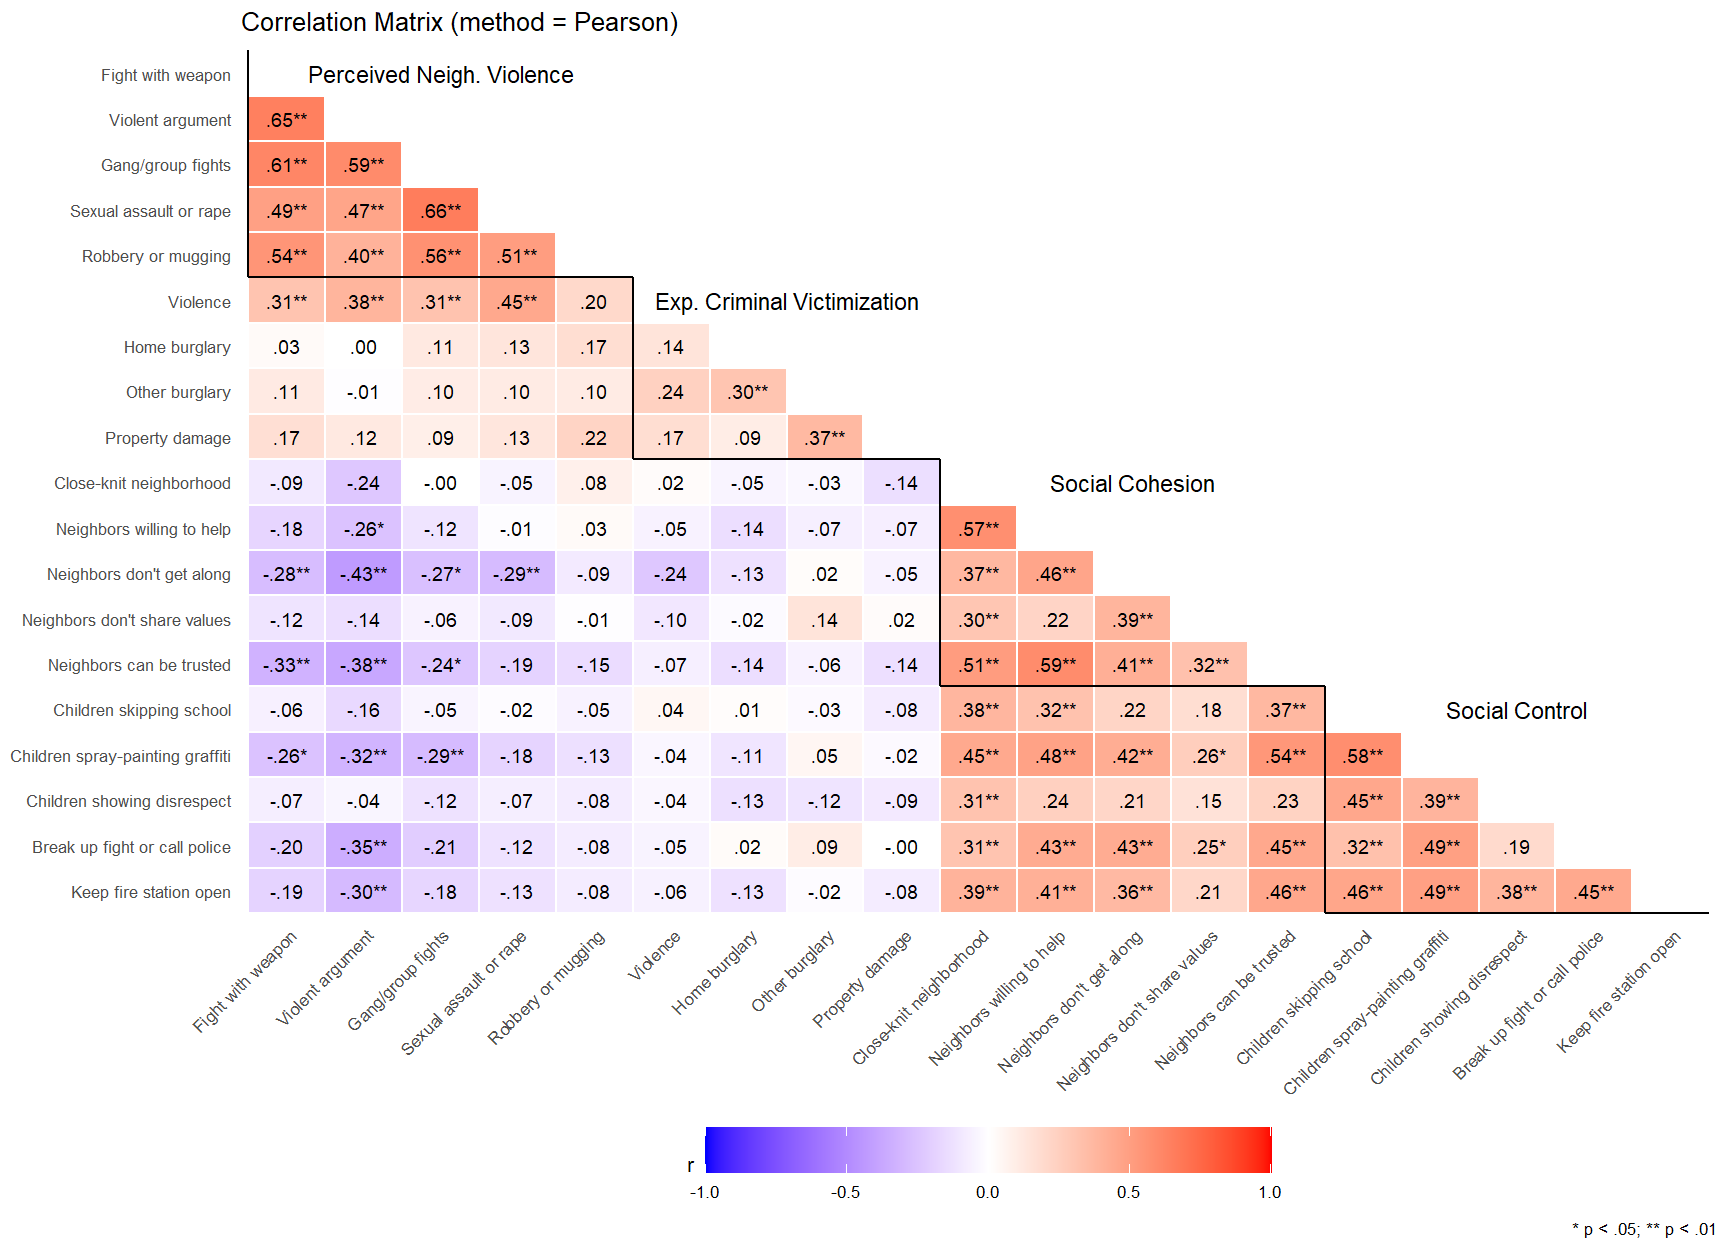 Correlation Matrix (method = Pearson)
Fight with weapon Perceived Neigh. Violence
Violent argument .65**
Gang/group fights .61** .59**
Sexual assault or rape .49** .47** .66**
Robbery or mugging .54** .40** .56** .51**
Violence .31** .38** .31** .45** .20 Exp. Criminal Victimization
Home burglary .03 .00 .11 .13 .17 .14
Other burglary .11 -.01 .10 .10 .10 .24 .30**
Property damage .17 .12 .09 .13 .22 .17 .09 .37**
Close-knit neighborhood -.09 -.24 -.00 -.05 .08 .02 -.05 -.03 -.14 Social Cohesion
Neighbors willing to help -.18 -.26* -.12 -.01 .03 -.05 -.14 -.07 -.07 .57**
Neighbors don't get along -.28** -.43** -.27* -.29** -.09 -.24 -.13 .02 -.05 .37** .46**
Neighbors don't share values -.12 -.14 -.06 -.09 -.01 -.10 -.02 .14 .02 .30** .22 .39**
Neighbors can be trusted -.33** -.38** -.24* -.19 -.15 -.07 -.14 -.06 -.14 .51** .59** .41** .32**
Children skipping school -.06 -.16 -.05 -.02 -.05 .04 .01 -.03 -.08 .38** .32** .22 .18 .37** Social Control
Children spray-painting graffiti -.26* -.32** -.29** -.18 -.13 -.04 -.11 .05 -.02 .45** .48** .42** .26* .54** .58**
Children showing disrespect -.07 -.04 -.12 -.07 -.08 -.04 -.13 -.12 -.09 .31** .24 .21 .15 .23 .45** .39**
Break up fight or call police -.20 -.35** -.21 -.12 -.08 -.05 .02 .09 -.00 .31** .43** .43** .25* .45** .32** .49** .19
Keep fire station open -.19 -.30** -.18 -.13 -.08 -.06 -.13 -.02 -.08 .39** .41** .36** .21 .46** .46** .49** .38** .45**
Fight with weapon
Violent argument
Gang/group fights
Sexual assault or rape
Robbery or mugging
Violence
Home burglary
Other burglary
Property damage
Close-knit neighborhood
Neighbors willing to help
Neighbors don't get along
Neighbors don't share values
Neighbors can be trusted
Children skipping school
Children spray-painting graffiti
Children showing disrespect
Break up fight or call police
Keep fire station open
r
-1.0 -0.5 0.0 0.5 1.0
* p < .05; ** p < .01